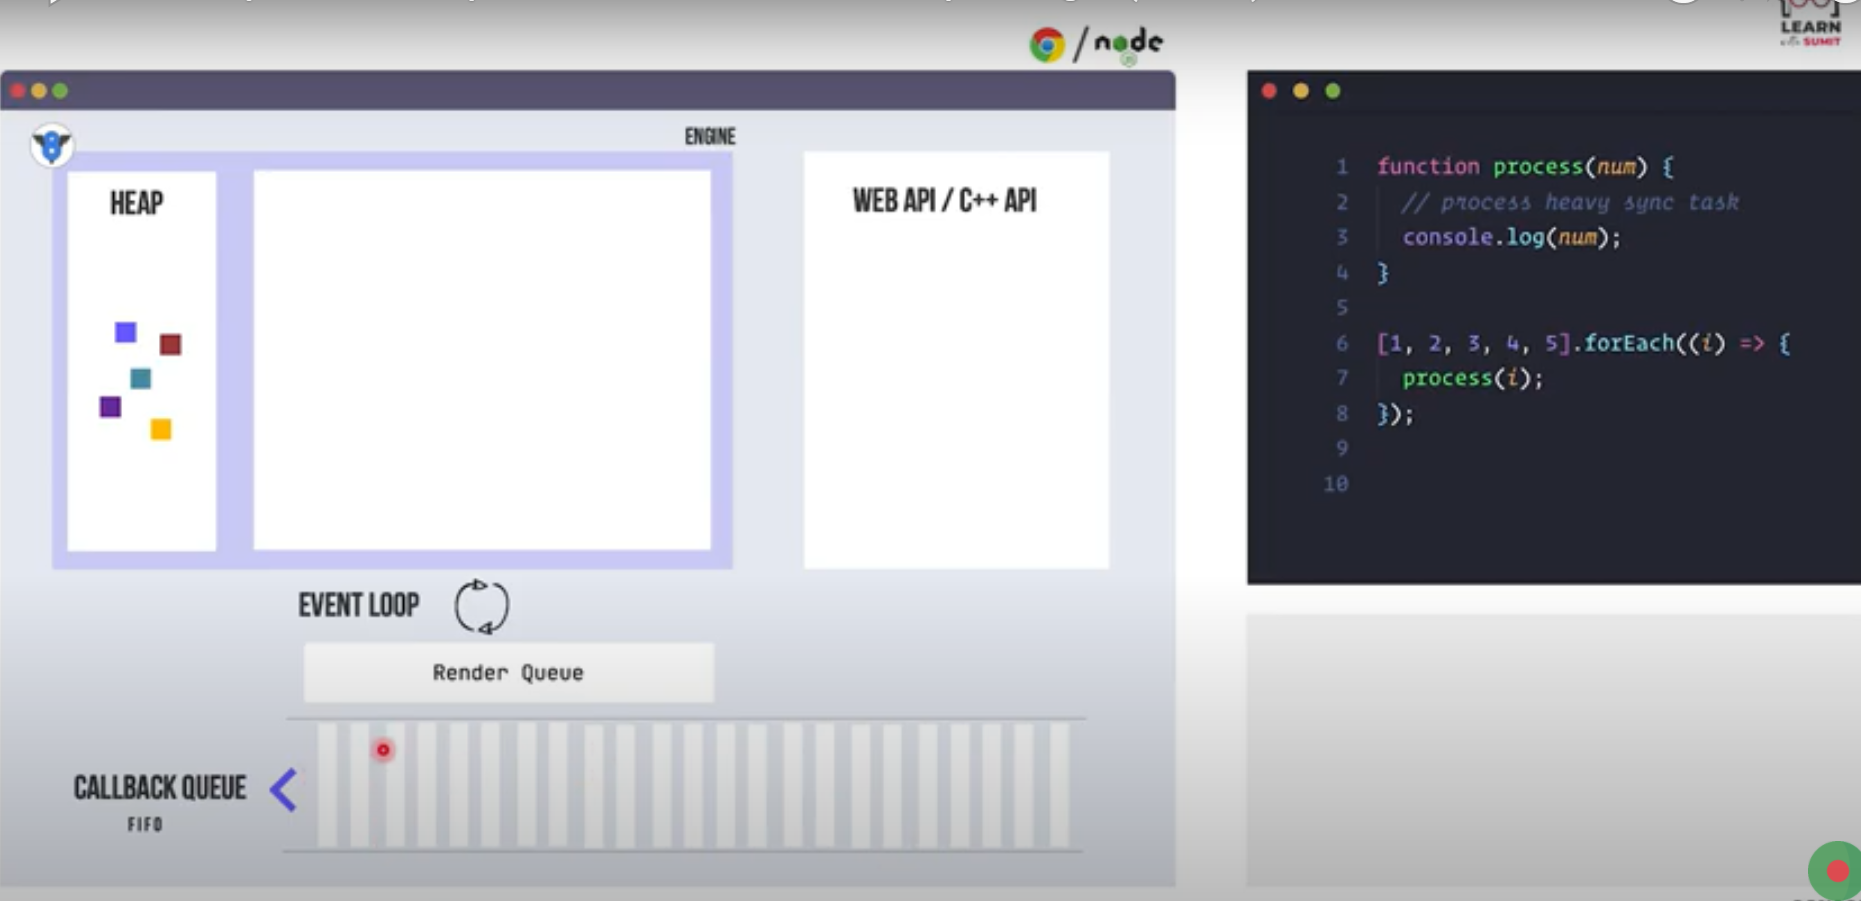 node
JS
LEARN
with SUMIT
ENGINE
HEAP
WEB API / C++ API
EVENT LOOP
Render Queue
CALLBACK QUEUE
FIFO
1 function process(num) {
2 // process heavy sync task
3 console.log(num);
4 }
5
6 [1, 2, 3, 4, 5].forEach((i) => {
7 process(i);
8 });
9
10